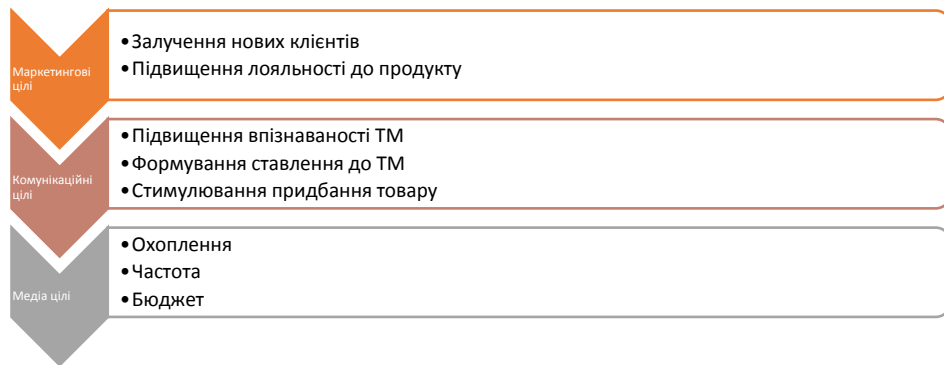 Маркетингові
цілі
•Залучення нових клієнтів
•Підвищення лояльності до продукту
Комунікаційні
цілі
•Підвищення впізнаваності ТМ
•Формування ставлення до ТМ
•Стимулювання придбання товару
Медіа цілі
•Охоплення
•Частота
•Бюджет